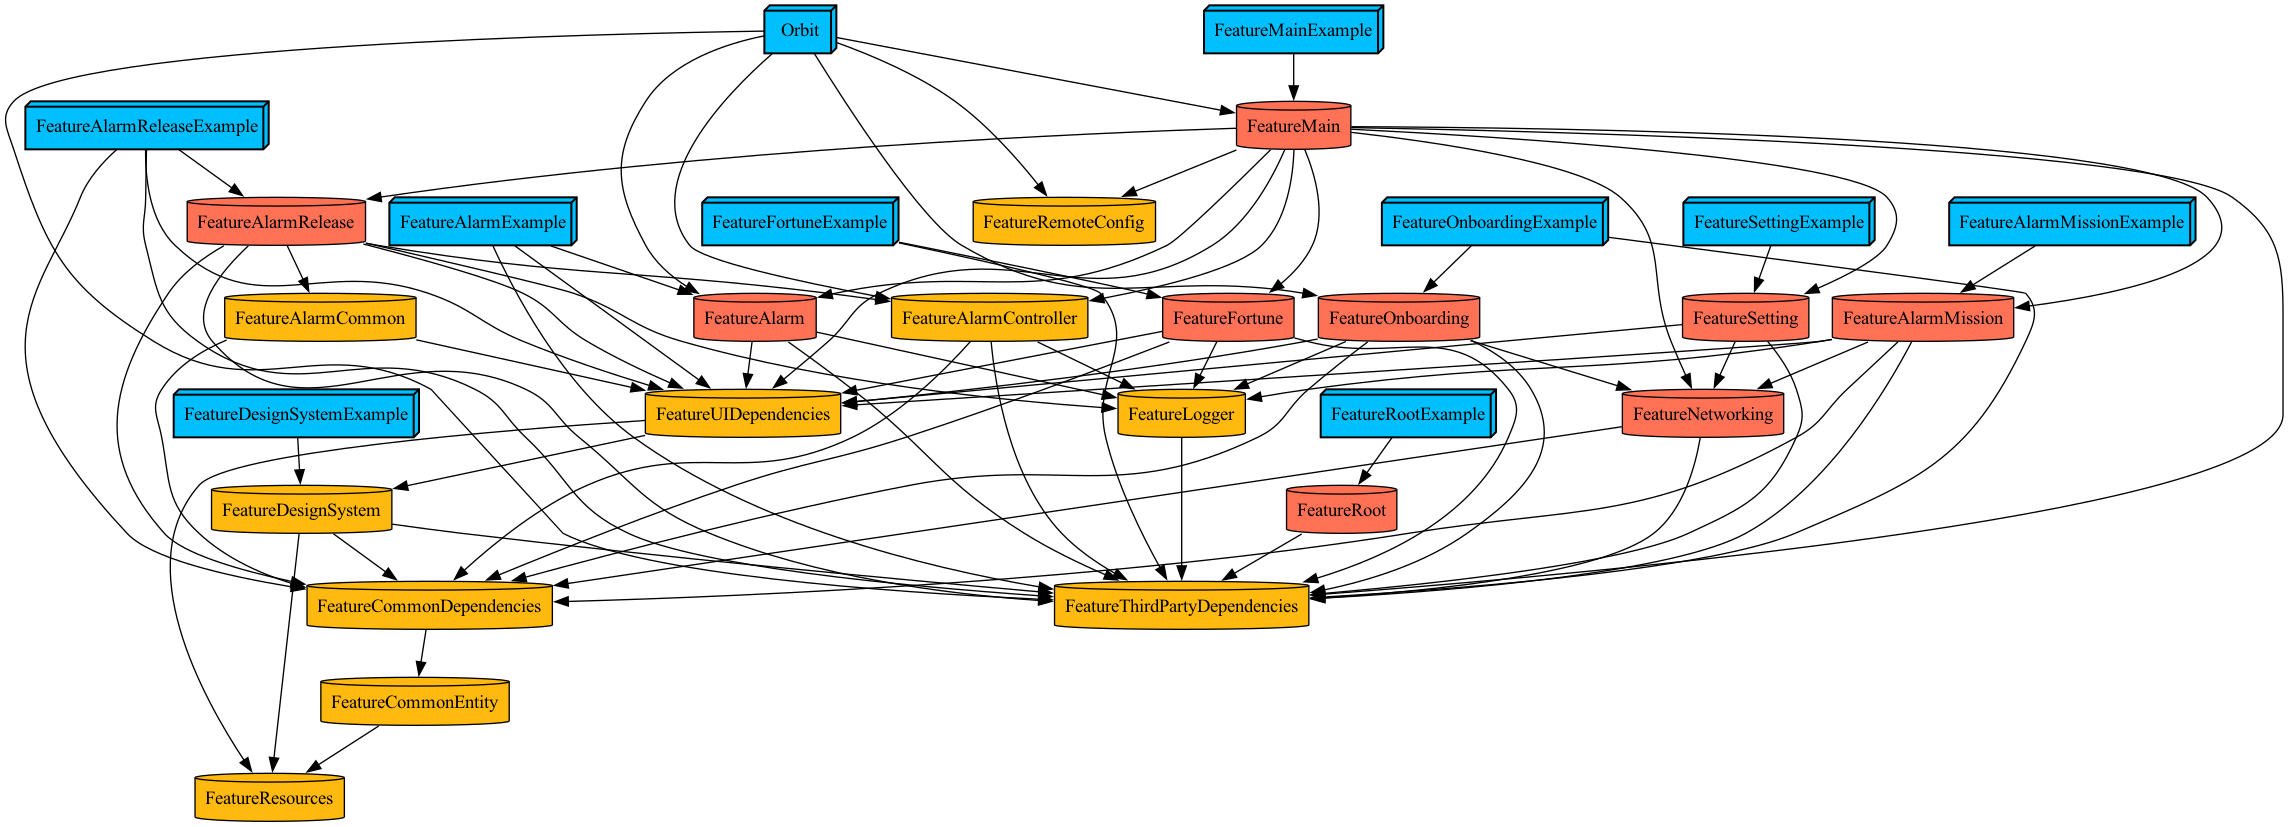 Orbit
FeatureMainExample
FeatureAlarmReleaseExample
FeatureMain
FeatureAlarmRelease
FeatureAlarmExample
FeatureFortuneExample
FeatureRemoteConfig
FeatureOnboardingExample
FeatureSettingExample
FeatureAlarmMissionExample
FeatureAlarmCommon
FeatureAlarm
FeatureAlarmController
FeatureFortune
FeatureOnboarding
FeatureSetting
FeatureAlarmMission
FeatureDesignSystemExample
FeatureUIDependencies
FeatureLogger
FeatureRootExample
FeatureNetworking
FeatureDesignSystem
FeatureRoot
FeatureCommonDependencies
FeatureThirdPartyDependencies
FeatureCommonEntity
FeatureResources